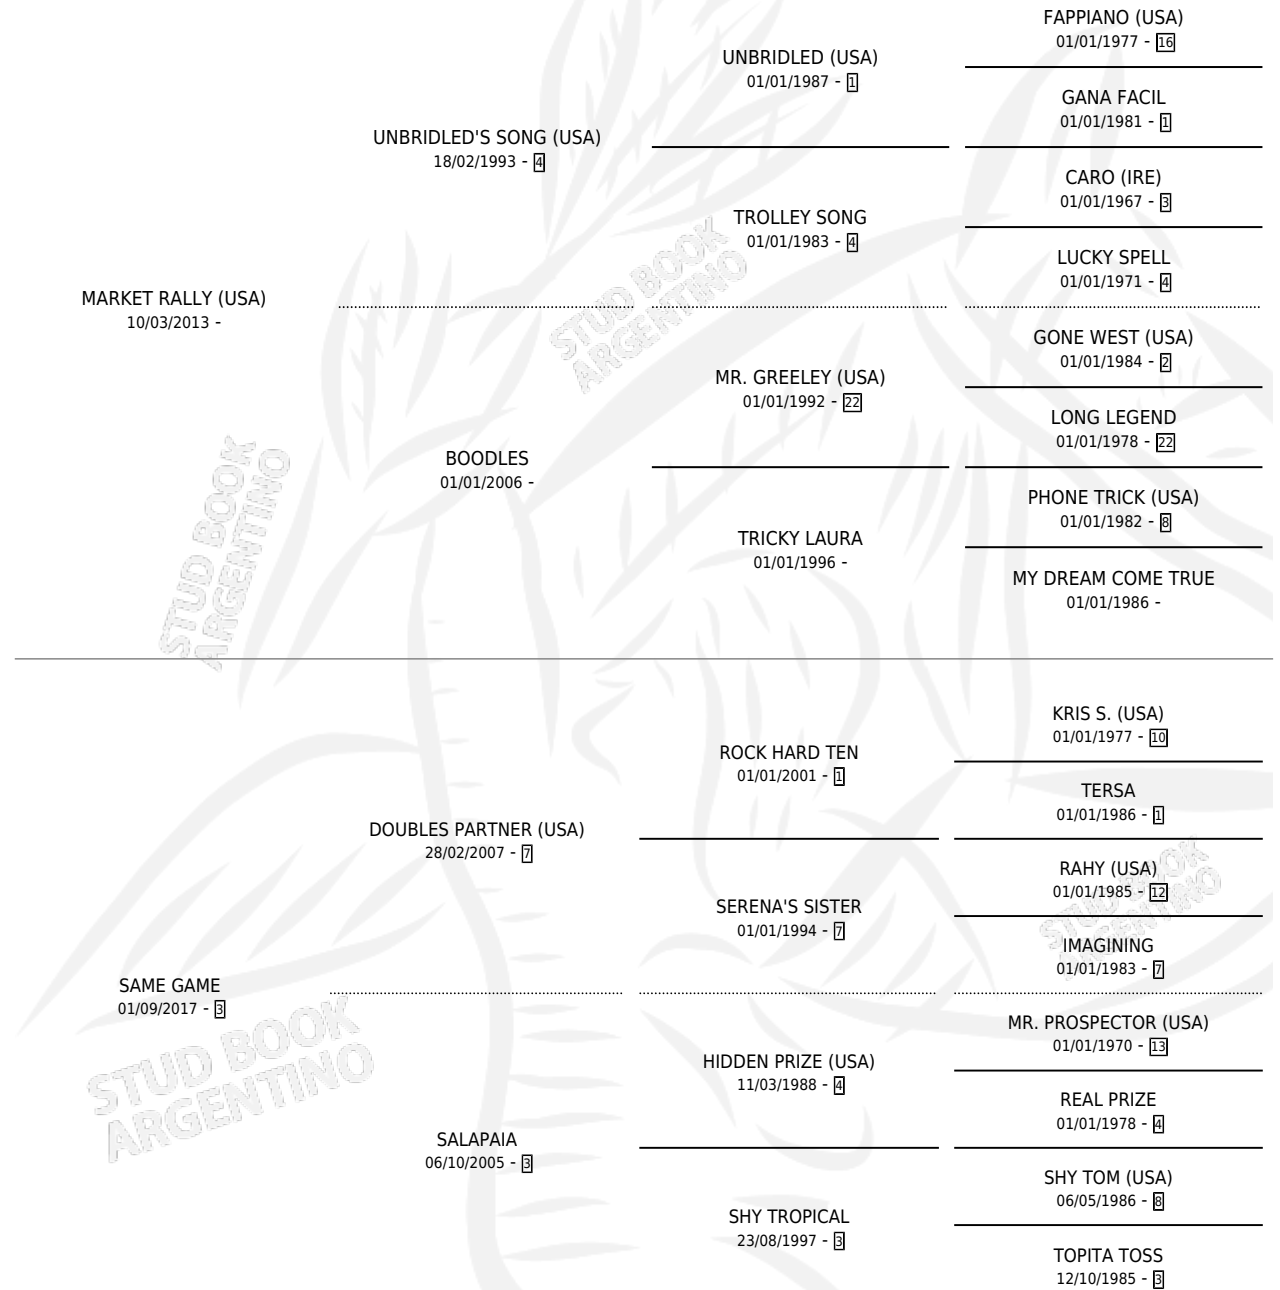 FAPPIANO (USA)
01/01/1977 - 16
UNBRIDLED (USA)
01/01/1987 - 1
GANA FACIL
01/01/1981 - 1
UNBRIDLED'S SONG (USA)
18/02/1993 - 4
CARO (IRE)
01/01/1967 - 3
TROLLEY SONG
01/01/1983 - 4
LUCKY SPELL
01/01/1971 - 4
MARKET RALLY (USA)
10/03/2013 -
STUD BOOK
ARGENTINO
GONE WEST (USA)
01/01/1984 - 2
MR. GREELEY (USA)
01/01/1992 - 22
LONG LEGEND
01/01/1978 - 22
BOODLES
01/01/2006 -
PHONE TRICK (USA)
01/01/1982 - 8
TRICKY LAURA
01/01/1996 -
MY DREAM COME TRUE
01/01/1986 -
STUD BOOK
ARGENTINO
KRIS S. (USA)
01/01/1977 - 10
ROCK HARD TEN
01/01/2001 - 1
TERSA
01/01/1986 - 1
DOUBLES PARTNER (USA)
28/02/2007 - 7
RAHY (USA)
01/01/1985 - 12
STUD BOOK
ARGENTINO
SERENA'S SISTER
01/01/1994 - 7
IMAGINING
01/01/1983 - 7
SAME GAME
01/09/2017 - 3
STUD BOOK
ARGENTINO
MR. PROSPECTOR (USA)
01/01/1970 - 13
HIDDEN PRIZE (USA)
11/03/1988 - 4
REAL PRIZE
01/01/1978 - 4
SALAPAIA
06/10/2005 - 3
SHY TOM (USA)
06/05/1986 - 8
SHY TROPICAL
23/08/1997 - 3
TOPITA TOSS
12/10/1985 - 3